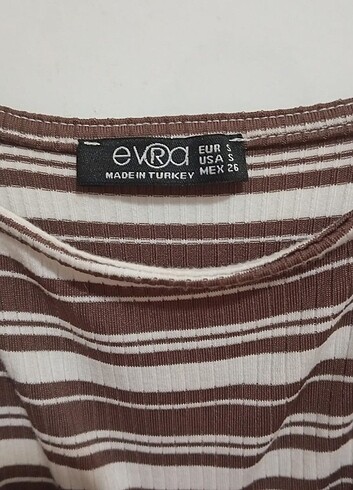 evra
MADE IN TURKEY
EUR S
USA S
MEX 26